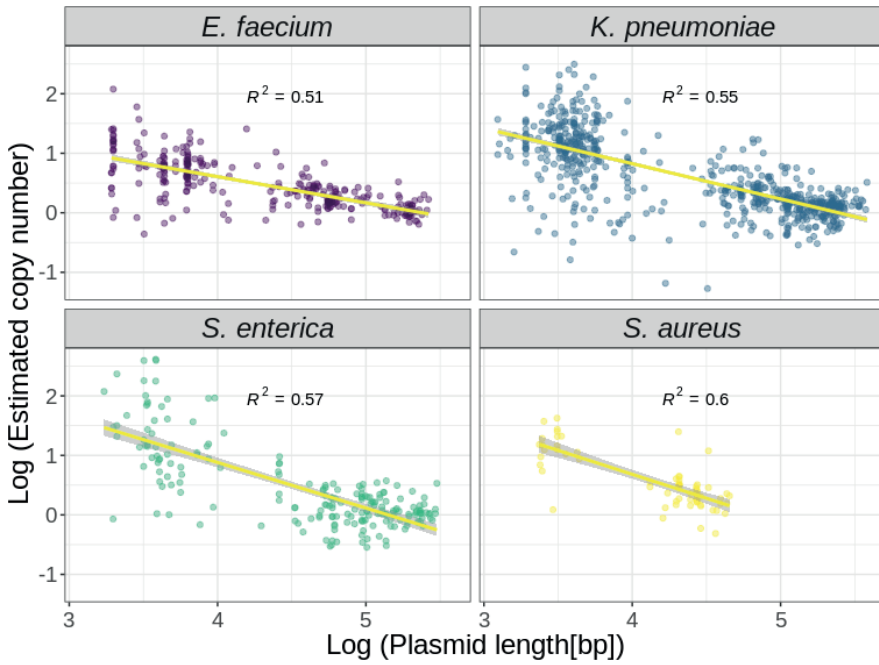 E. faecium
K. pneumoniae
R² = 0.51
R² = 0.55
2
1
0
-1
S. enterica
S. aureus
R² = 0.57
R² = 0.6
2
1
0
-1
3
4
5
3
4
5
Log (Estimated copy number)
Log (Plasmid length[bp])